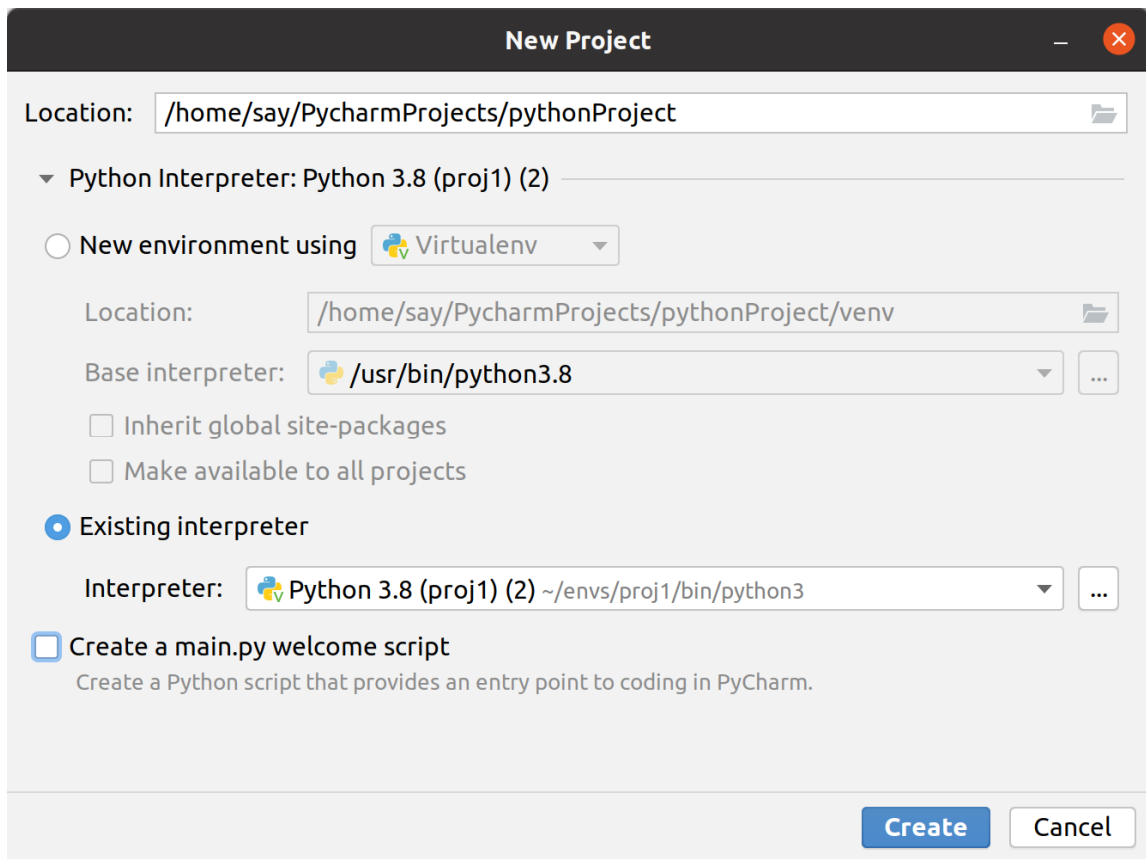 New Project
Location: /home/say/PycharmProjects/pythonProject
Python Interpreter: Python 3.8 (proj1) (2)
New environment using Virtualenv
Location: /home/say/PycharmProjects/pythonProject/venv
Base interpreter: /usr/bin/python3.8 ...
Inherit global site-packages
Make available to all projects
Existing interpreter
Interpreter: Python 3.8 (proj1) (2) ~/envs/proj1/bin/python3 ...
Create a main.py welcome script
Create a Python script that provides an entry point to coding in PyCharm.
Create Cancel